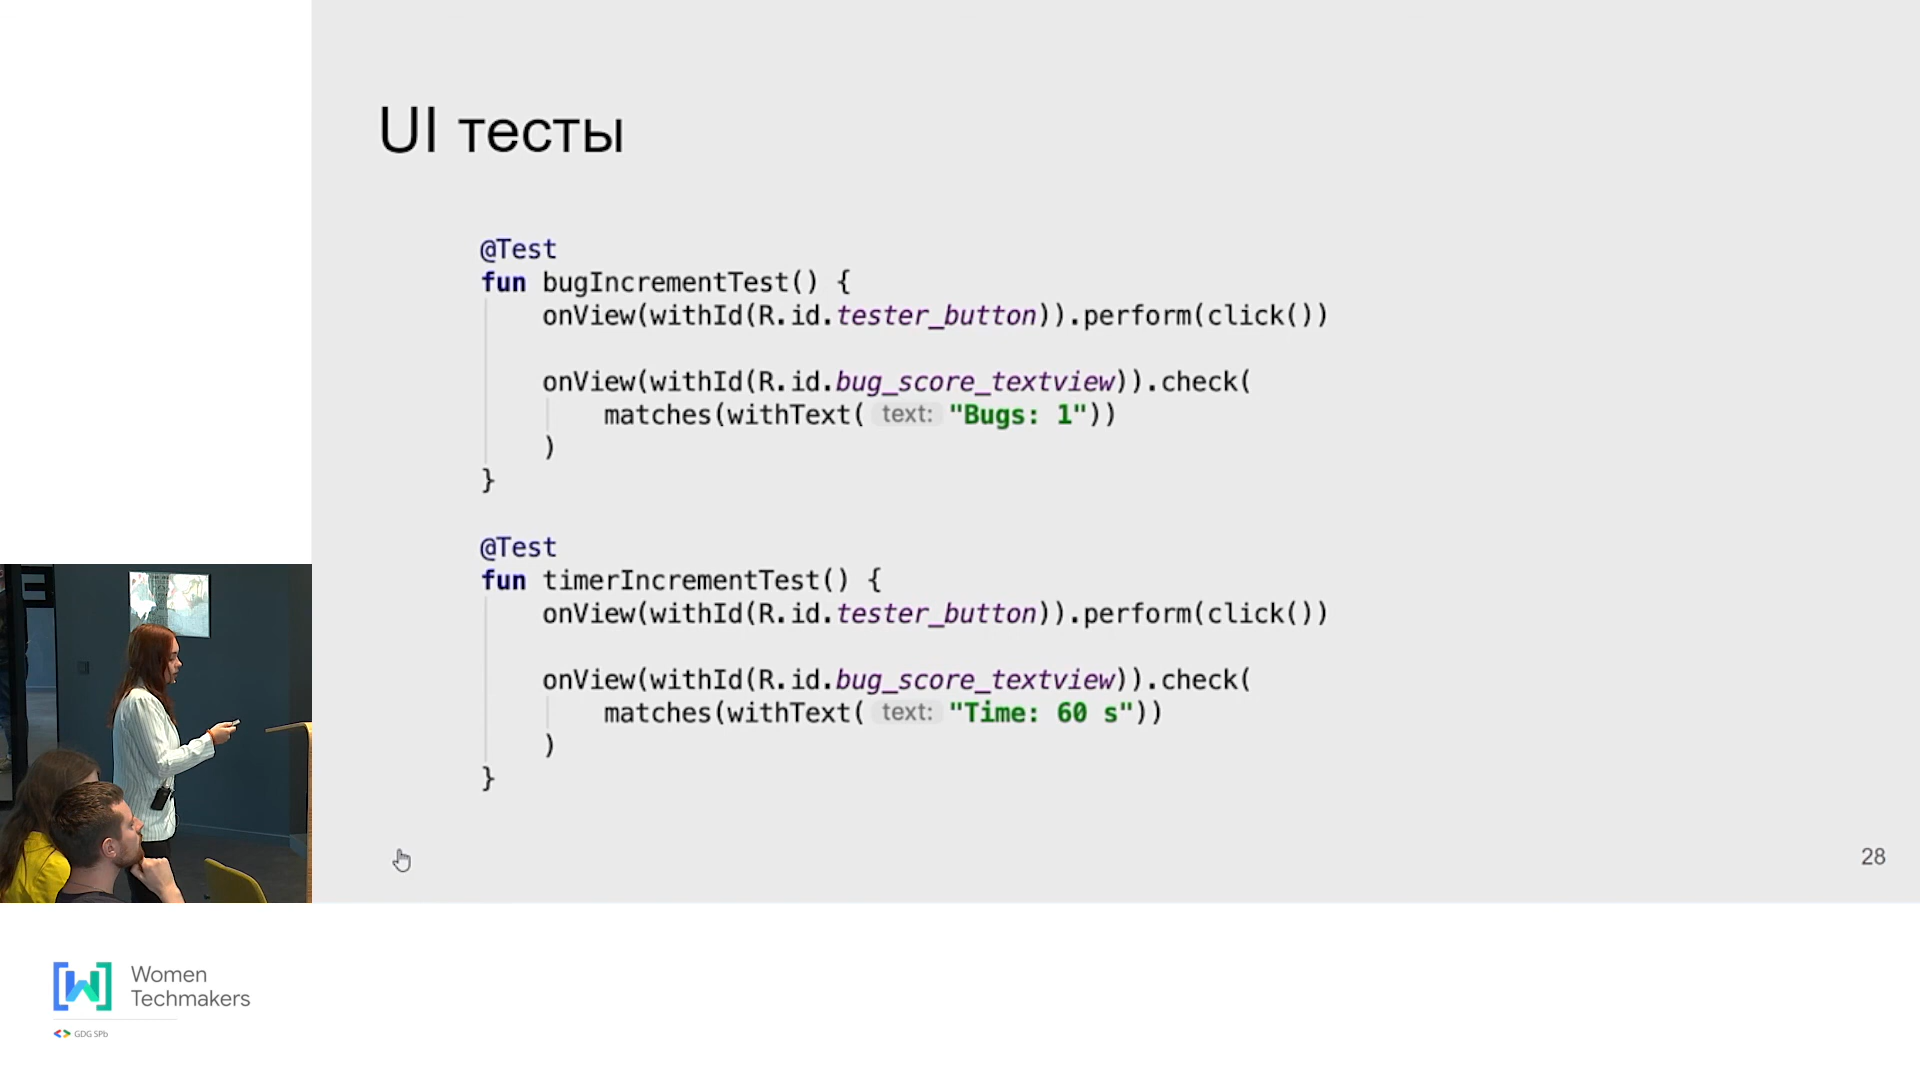 UI тесты
@Test
fun bugIncrementTest() {
onView(withId(R.id.tester_button)).perform(click())
onView(withId(R.id.bug_score_textview)).check(
matches(withText( text: "Bugs: 1"))
)
}
@Test
fun timerIncrementTest() {
onView(withId(R.id.tester_button)).perform(click())
onView(withId(R.id.bug_score_textview)).check(
matches(withText( text: "Time: 60 s"))
)
}
28
Women
Techmakers
GDG SPb